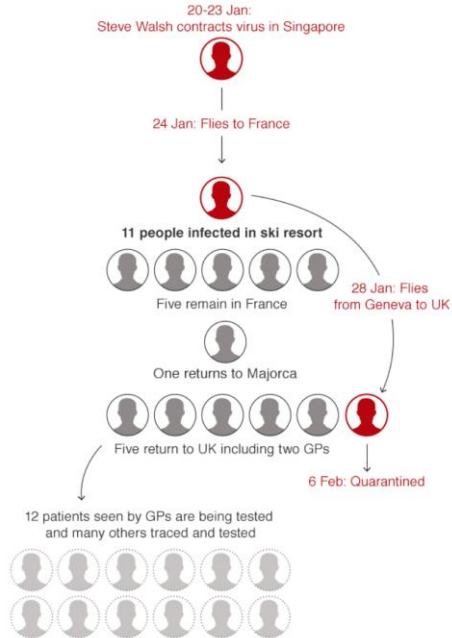 20-23 Jan:
Steve Walsh contracts virus in Singapore
24 Jan: Flies to France
11 people infected in ski resort
Five remain in France
28 Jan: Flies
from Geneva to UK
One returns to Majorca
Five return to UK including two GPs
6 Feb: Quarantined
12 patients seen by GPs are being tested
and many others traced and tested